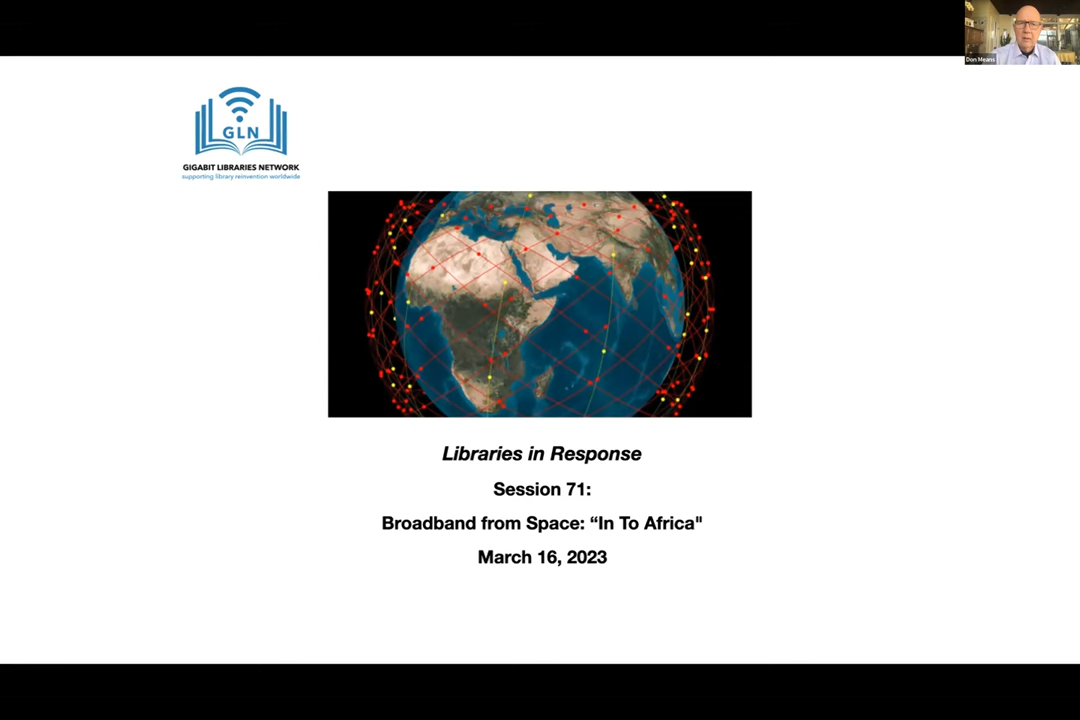 Don Means
GLN
GIGABIT LIBRARIES NETWORK
supporting library reinvention worldwide
Libraries in Response
Session 71:
Broadband from Space: “In To Africa"
March 16, 2023